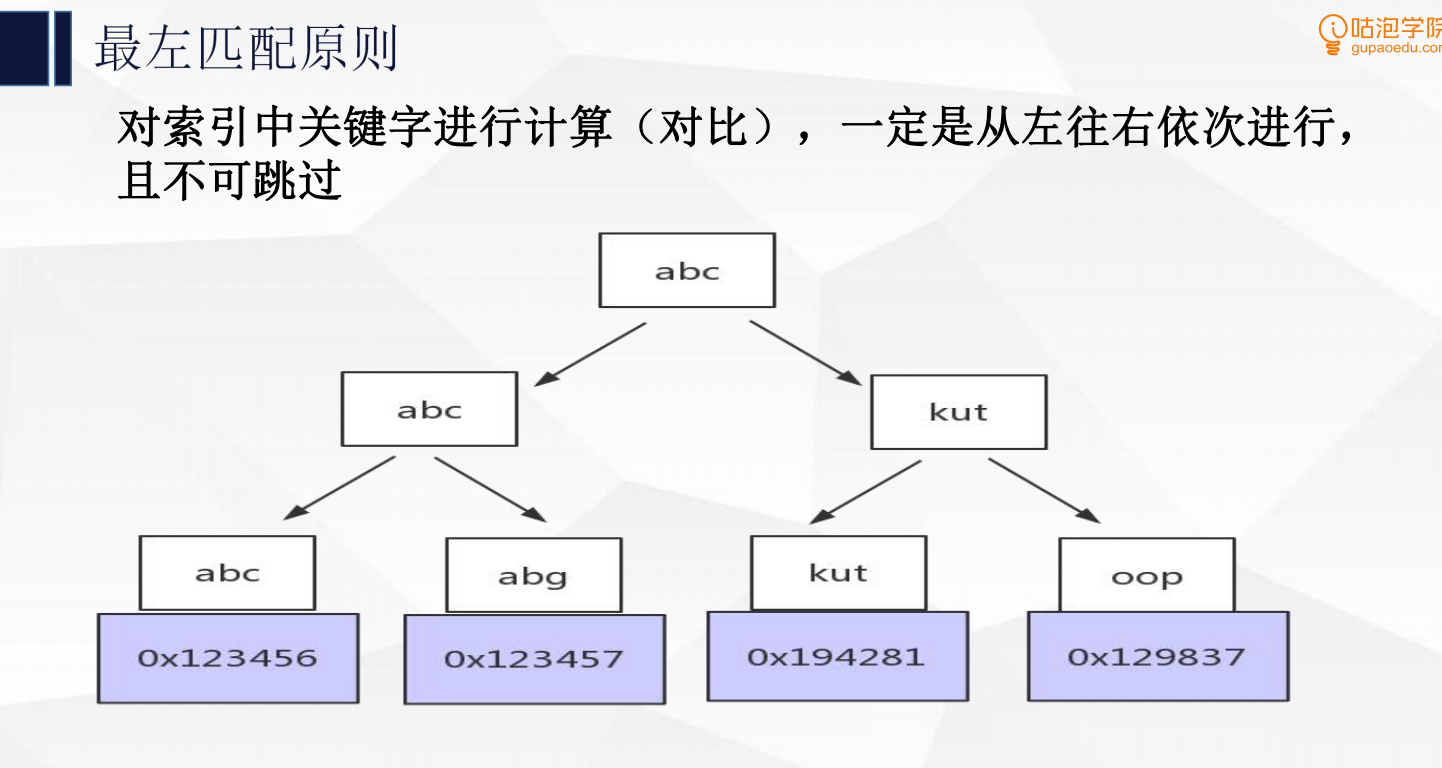 最左匹配原则
咕泡学院
gupaoedu.com
对索引中关键字进行计算（对比），一定是从左往右依次进行，
且不可跳过
abc
abc
kut
abc
abg
kut
oop
0x123456
0x123457
0x194281
0x129837